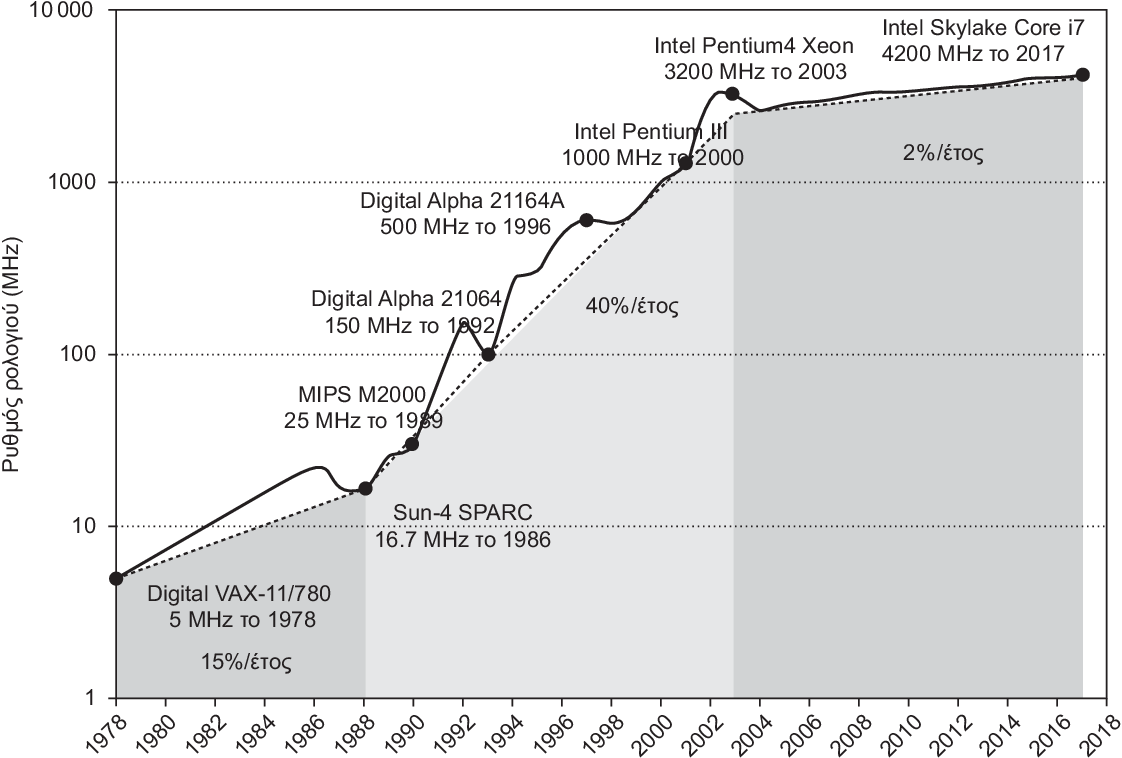 Ρυθμός ρολογιού (MHz)
10 000
1000
100
10
1
Intel Skylake Core i7
4200 MHz το 2017
Intel Pentium4 Xeon
3200 MHz το 2003
Intel Pentium III
1000 MHz το 2000
2%/έτος
Digital Alpha 21164A
500 MHz το 1996
Digital Alpha 21064
150 MHz το 1992
40%/έτος
MIPS M2000
25 MHz το 1989
Sun-4 SPARC
16.7 MHz το 1986
Digital VAX-11/780
5 MHz το 1978
15%/έτος
1978
1980
1982
1984
1986
1988
1990
1992
1994
1996
1998
2000
2002
2004
2006
2008
2010
2012
2014
2016
2018